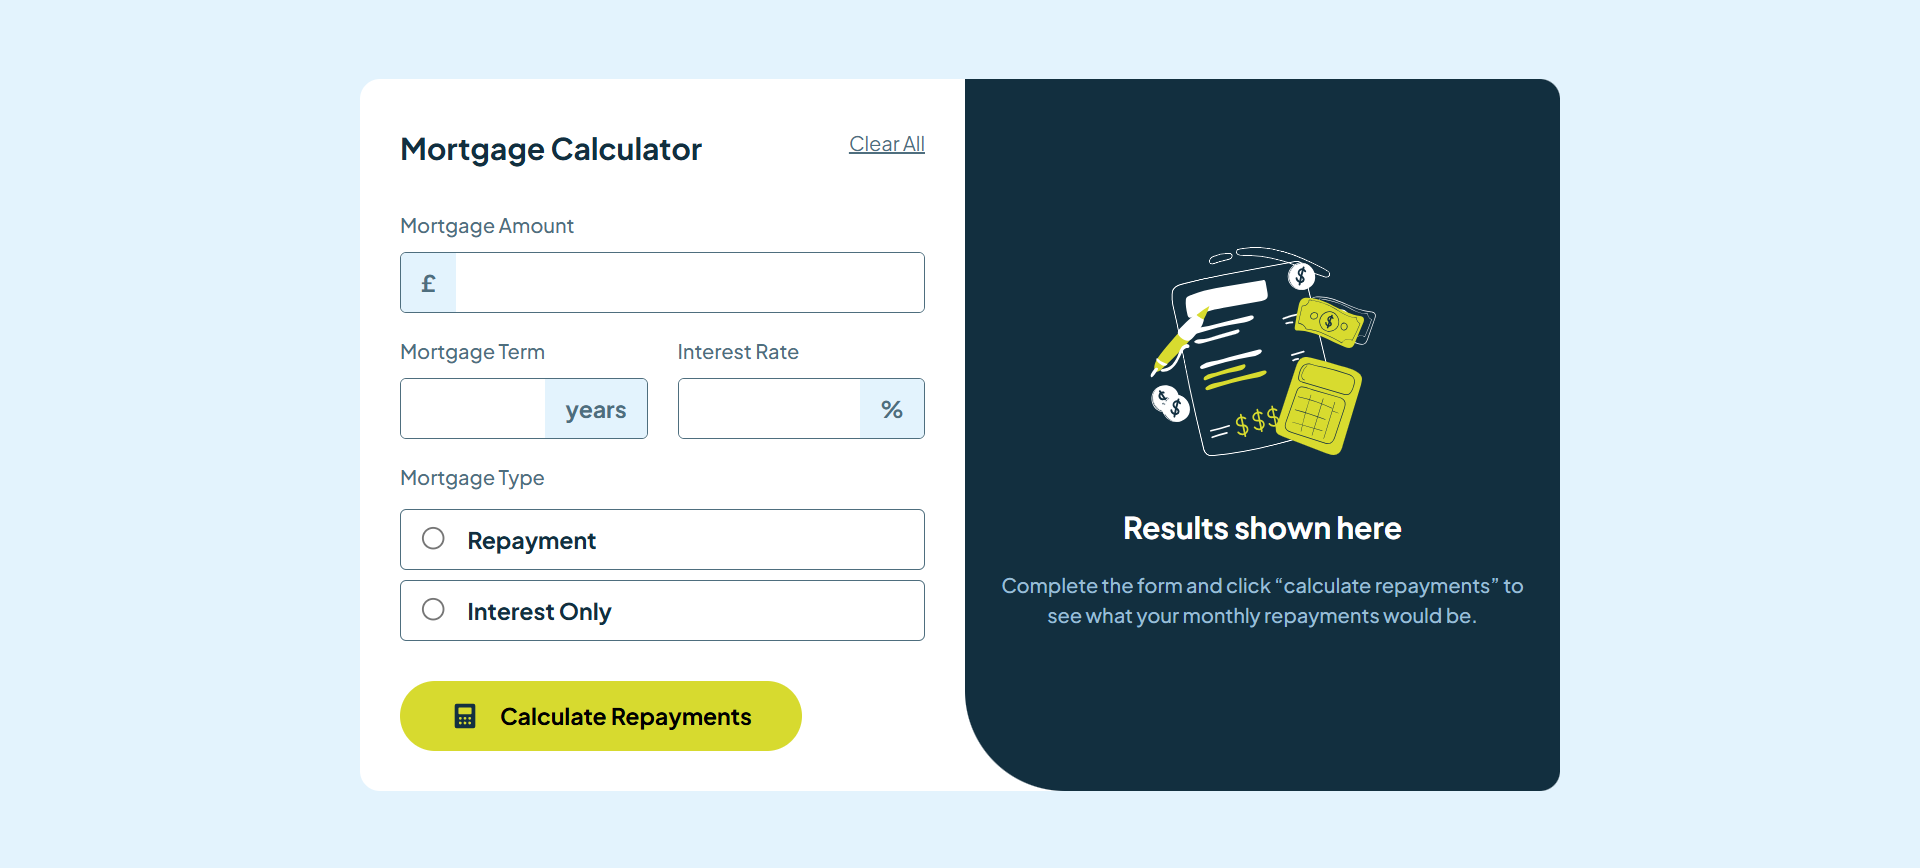 Mortgage Calculator
Clear All
Mortgage Amount
£
Mortgage Term
Interest Rate
years
%
Mortgage Type
Repayment
Interest Only
Calculate Repayments
$
$
$
$
$$$
Results shown here
Complete the form and click “calculate repayments” to
see what your monthly repayments would be.